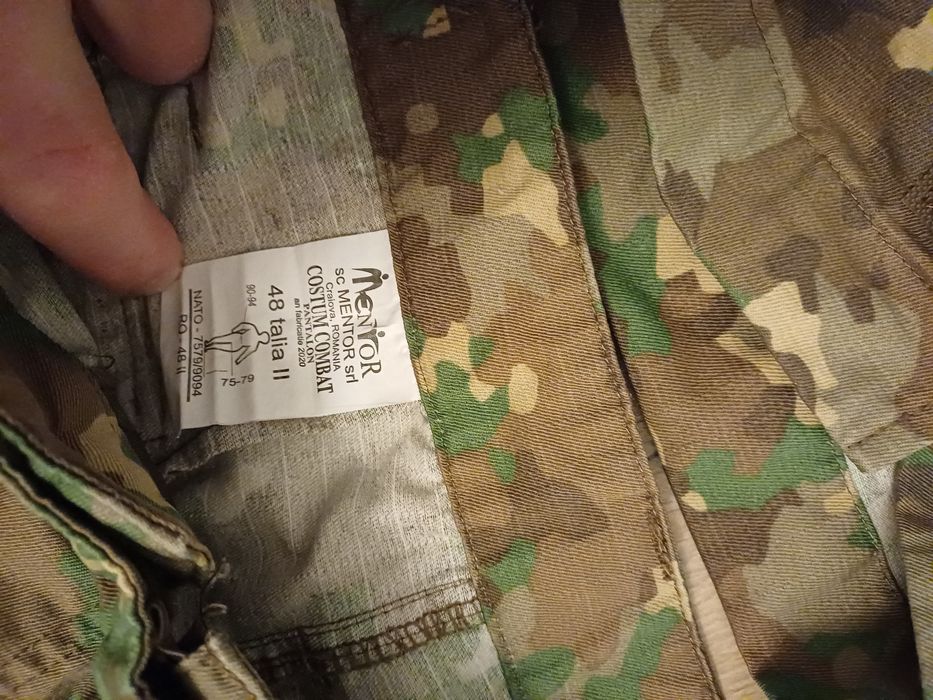 MENTOR
SC MENTOR srl
Craiova, ROMANIA
COSTUM COMBAT
PANTALON
an fabricatie 2020
48 talia II
90-94
75-79
NATO - 7579/9094
RO - 48 II